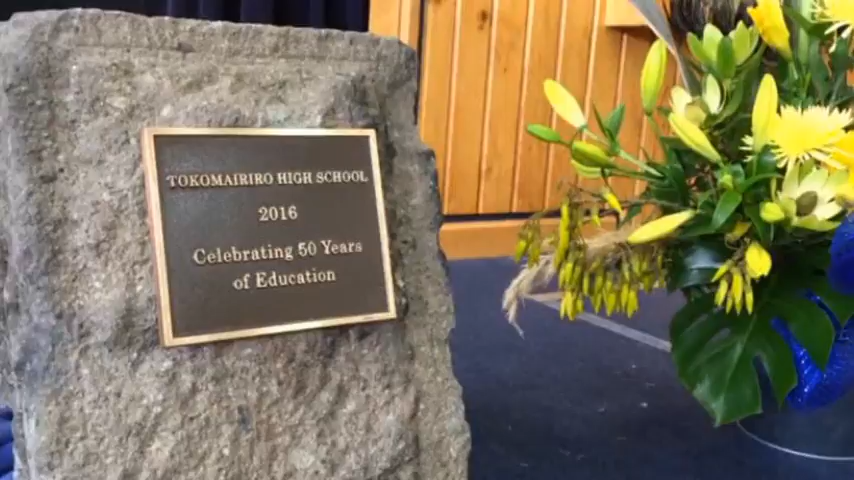 TOKOMAIRIRO HIGH SCHOOL
2016
Celebrating 50 Years
of Education